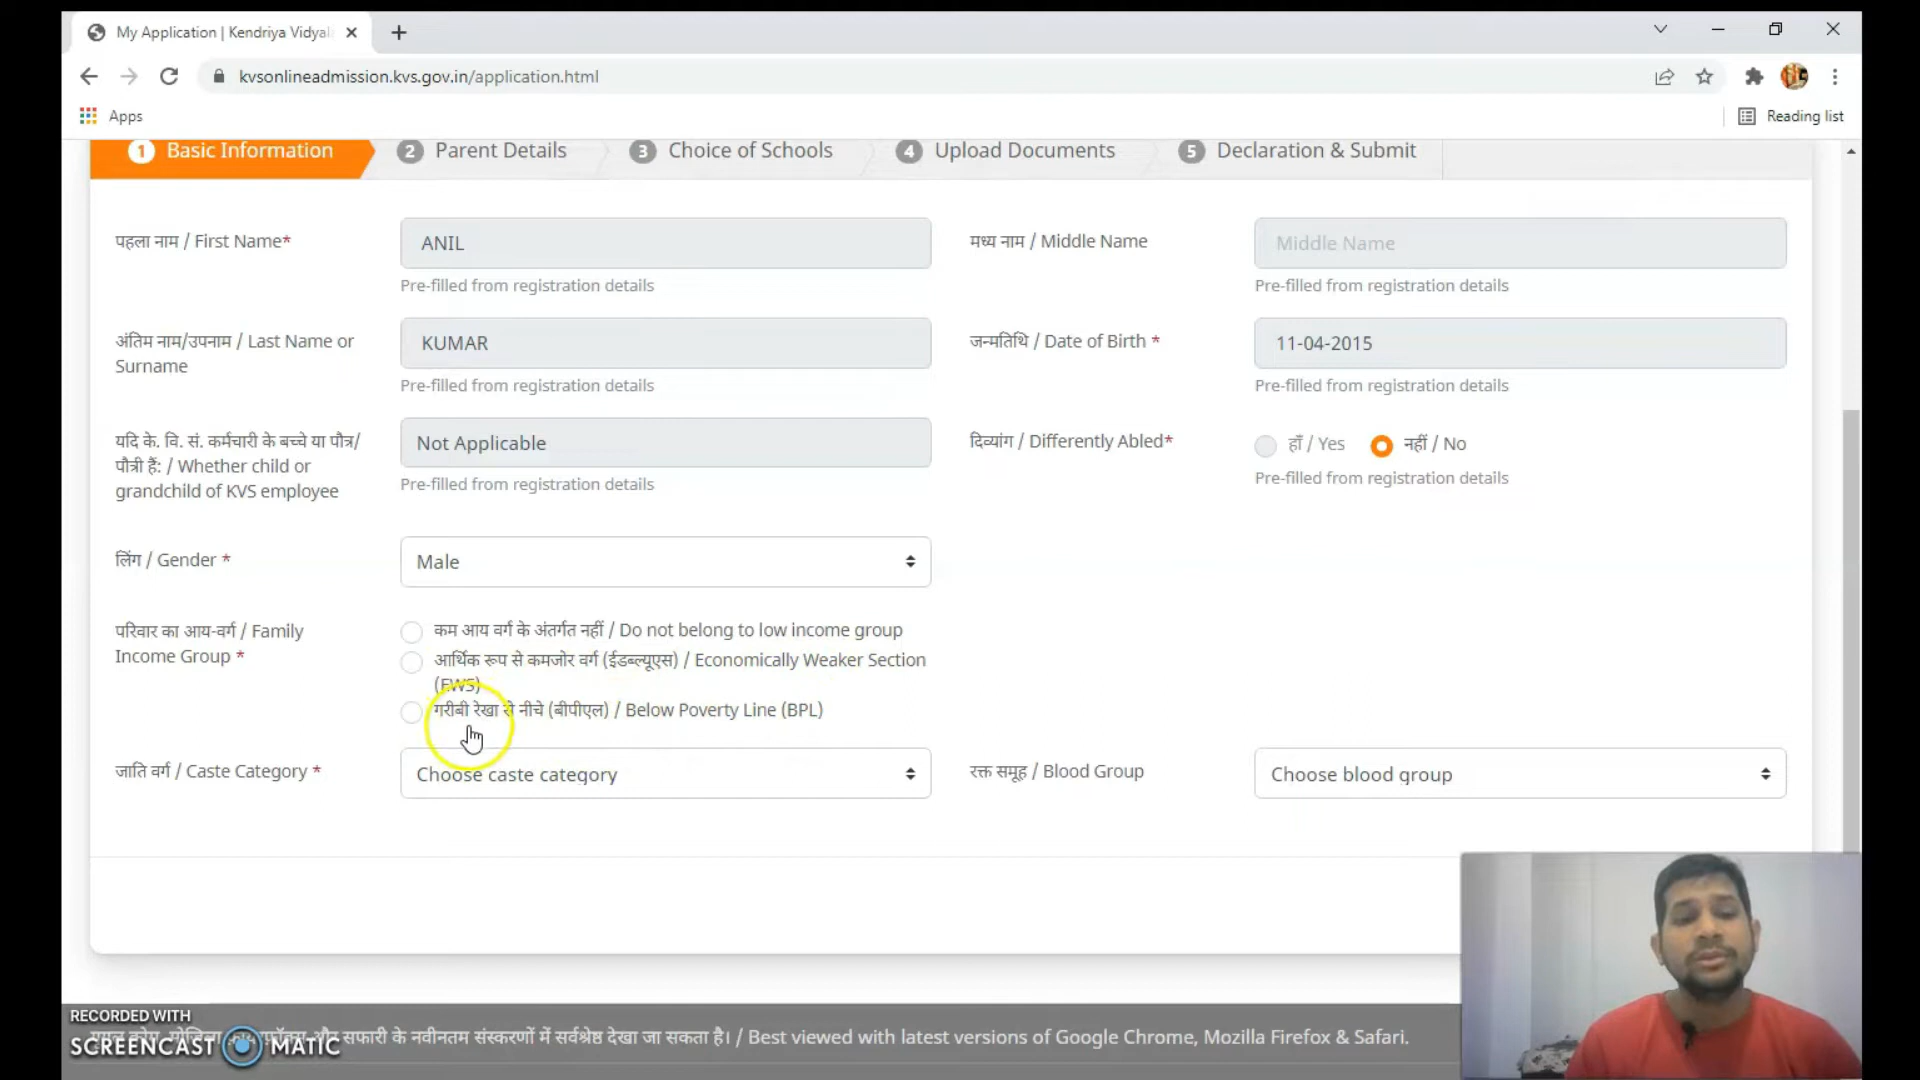 My Application | Kendriya Vidyal
kvsonlineadmission.kvs.gov.in/application.html
Apps
Reading list
1 Basic Information
2 Parent Details
3 Choice of Schools
4 Upload Documents
5 Declaration & Submit
पहला नाम / First Name*
ANIL
Pre-filled from registration details
मध्य नाम / Middle Name
Middle Name
Pre-filled from registration details
अंतिम नाम/उपनाम / Last Name or
Surname
KUMAR
Pre-filled from registration details
जन्मतिथि / Date of Birth *
11-04-2015
Pre-filled from registration details
यदि के. वि. सं. कर्मचारी के बच्चे या पौत्र/
पौत्री हैं: / Whether child or
grandchild of KVS employee
Not Applicable
Pre-filled from registration details
दिव्यांग / Differently Abled*
हाँ / Yes
नहीं / No
Pre-filled from registration details
लिंग / Gender *
Male
परिवार का आय-वर्ग / Family
Income Group *
कम आय वर्ग के अंतर्गत नहीं / Do not belong to low income group
आर्थिक रूप से कमजोर वर्ग (ईडब्ल्यूएस) / Economically Weaker Section
(EWS)
गरीबी रेखा से नीचे (बीपीएल) / Below Poverty Line (BPL)
जाति वर्ग / Caste Category *
Choose caste category
रक्त समूह / Blood Group
Choose blood group
RECORDED WITH
SCREENCAST MATIC
और सफारी के नवीनतम संस्करणों में सर्वश्रेष्ठ देखा जा सकता है। / Best viewed with latest versions of Google Chrome, Mozilla Firefox & Safari.